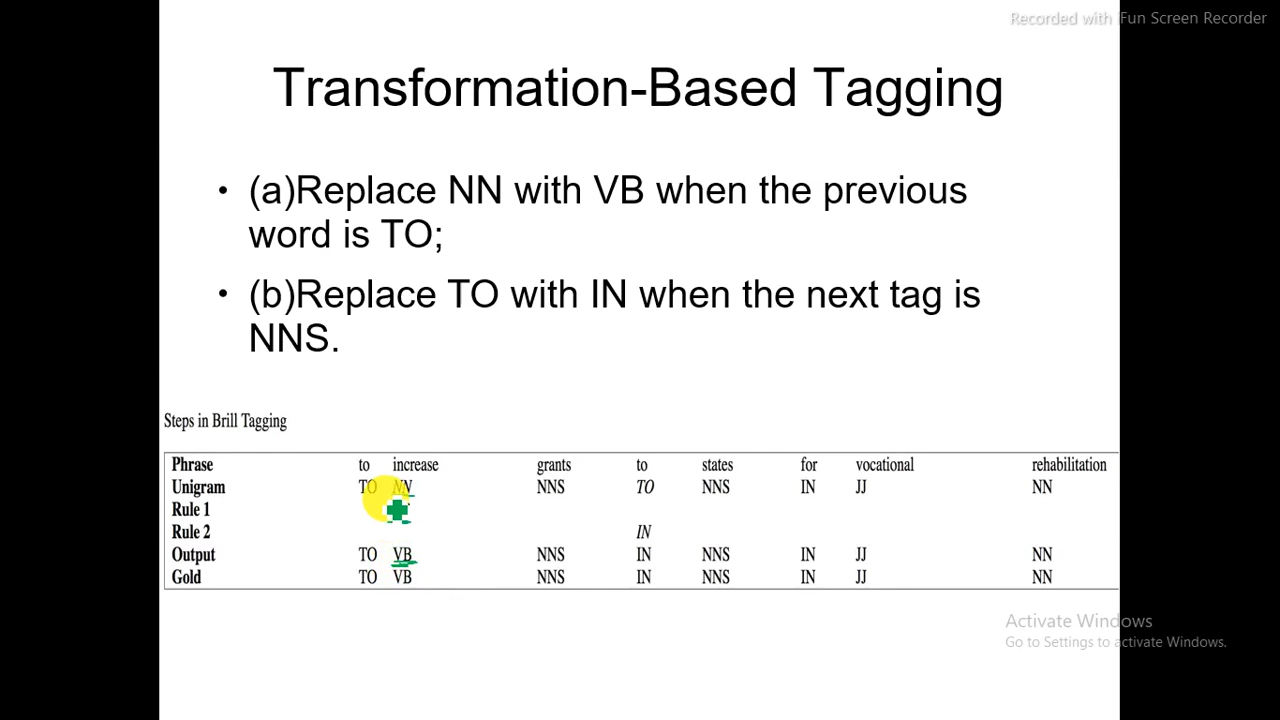 Recorded with iFun Screen Recorder
Transformation-Based Tagging
• (a)Replace NN with VB when the previous
word is TO;
• (b)Replace TO with IN when the next tag is
NNS.
Steps in Brill Tagging
Phrase to increase grants to states for vocational rehabilitation
Unigram TO NN NNS TO NNS IN JJ NN
Rule 1
Rule 2 IN
Output TO VB NNS IN NNS IN JJ NN
Gold TO VB NNS IN NNS IN JJ NN
Activate Windows
Go to Settings to activate Windows.